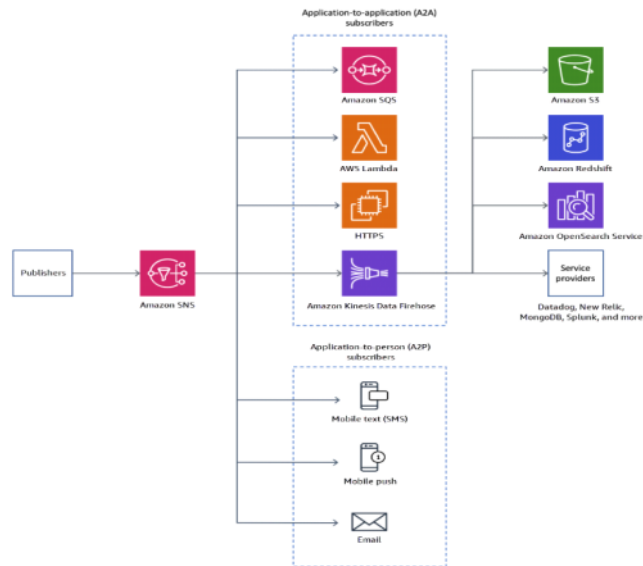 Application-to-application (A2A)
subscribers
Amazon SQS
AWS Lambda
HTTPS
Amazon Kinesis Data Firehose
Amazon S3
Amazon Redshift
Amazon OpenSearch Service
Service
providers
Datadog, New Relic,
MongoDB, Splunk, and more
Publishers
Amazon SNS
Application-to-person (A2P)
subscribers
Mobile text (SMS)
1
Mobile push
Email